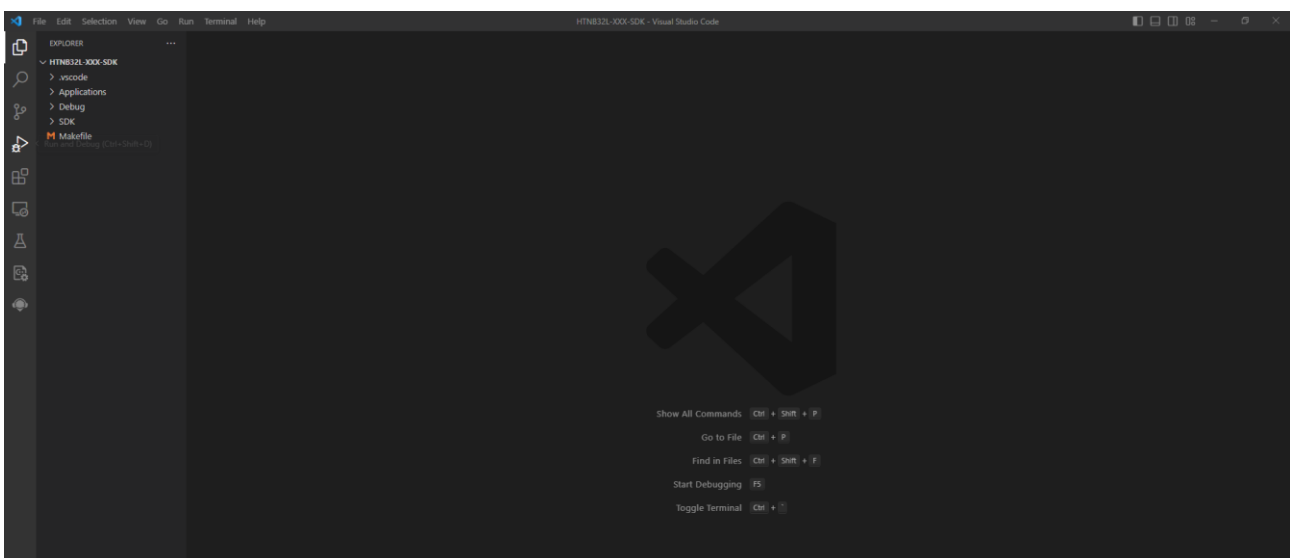 File Edit Selection View Go Run Terminal Help
HTNB32L-XXX-SDK - Visual Studio Code
EXPLORER
HTNB32L-XXX-SDK
.vscode
Applications
Debug
SDK
Makefile
Run and Debug (Ctrl+Shift+D)
Show All Commands Ctrl + Shift + P
Go to File Ctrl + P
Find in Files Ctrl + Shift + F
Start Debugging F5
Toggle Terminal Ctrl + `